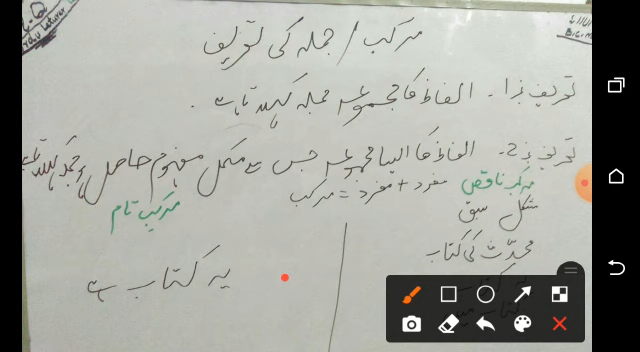 مرکب / جملہ کی تعریف
تعریف نمبر 1۔ الفاظ کا مجموعہ جملہ کہلاتا ہے۔
تعریف نمبر 2۔ الفاظ کا ایسا مجموعہ جس سے مکمل مفہوم حاصل ہو جملہ کہلاتا ہے
مرکب ناقص مفرد + مفرد = مرکب
مشکل سبق
مرکب تام
محدّث کی کتاب
یہ کتاب ہے